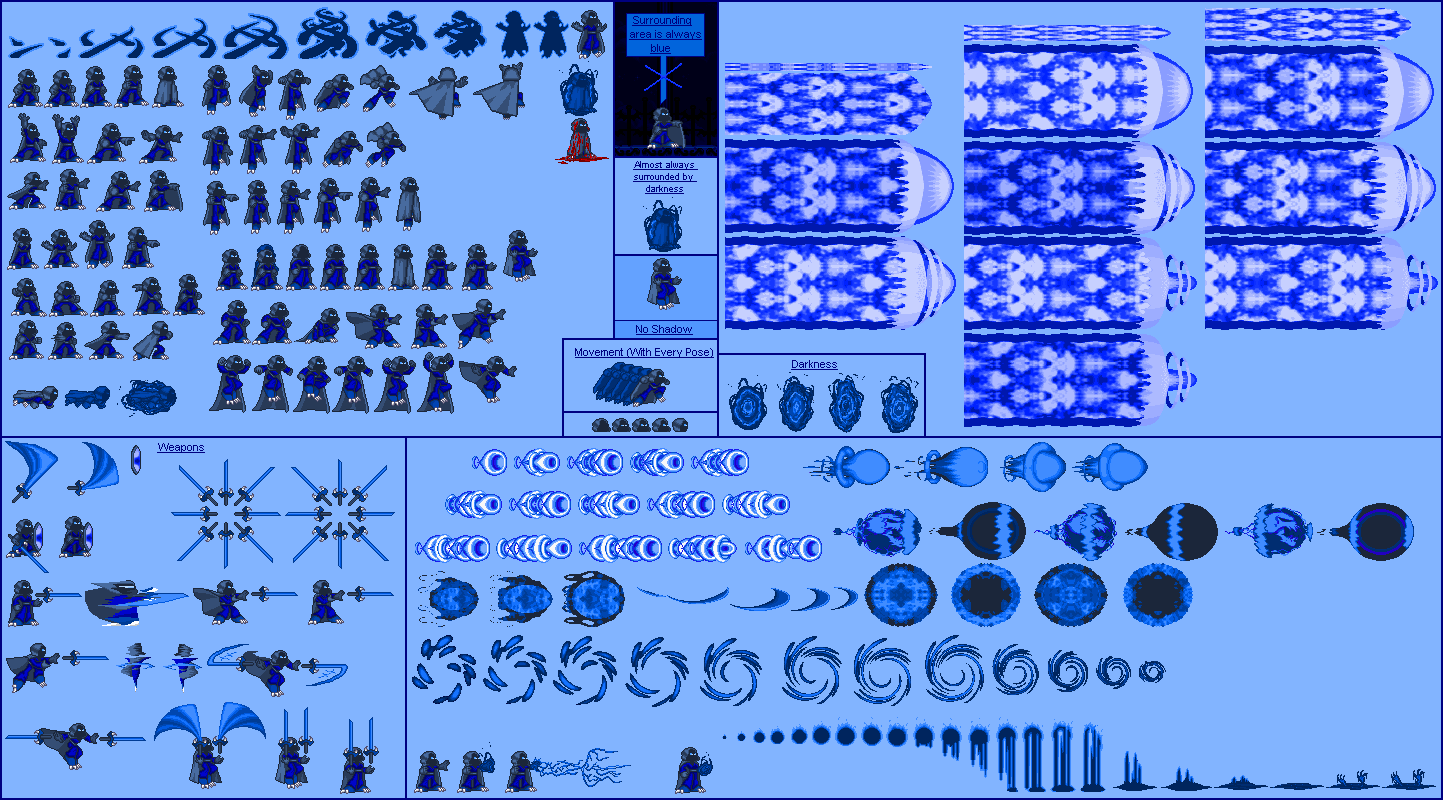 Surrounding
area is always
blue
Almost always
surrounded by
darkness
No Shadow
Movement (With Every Pose)
Darkness
Weapons